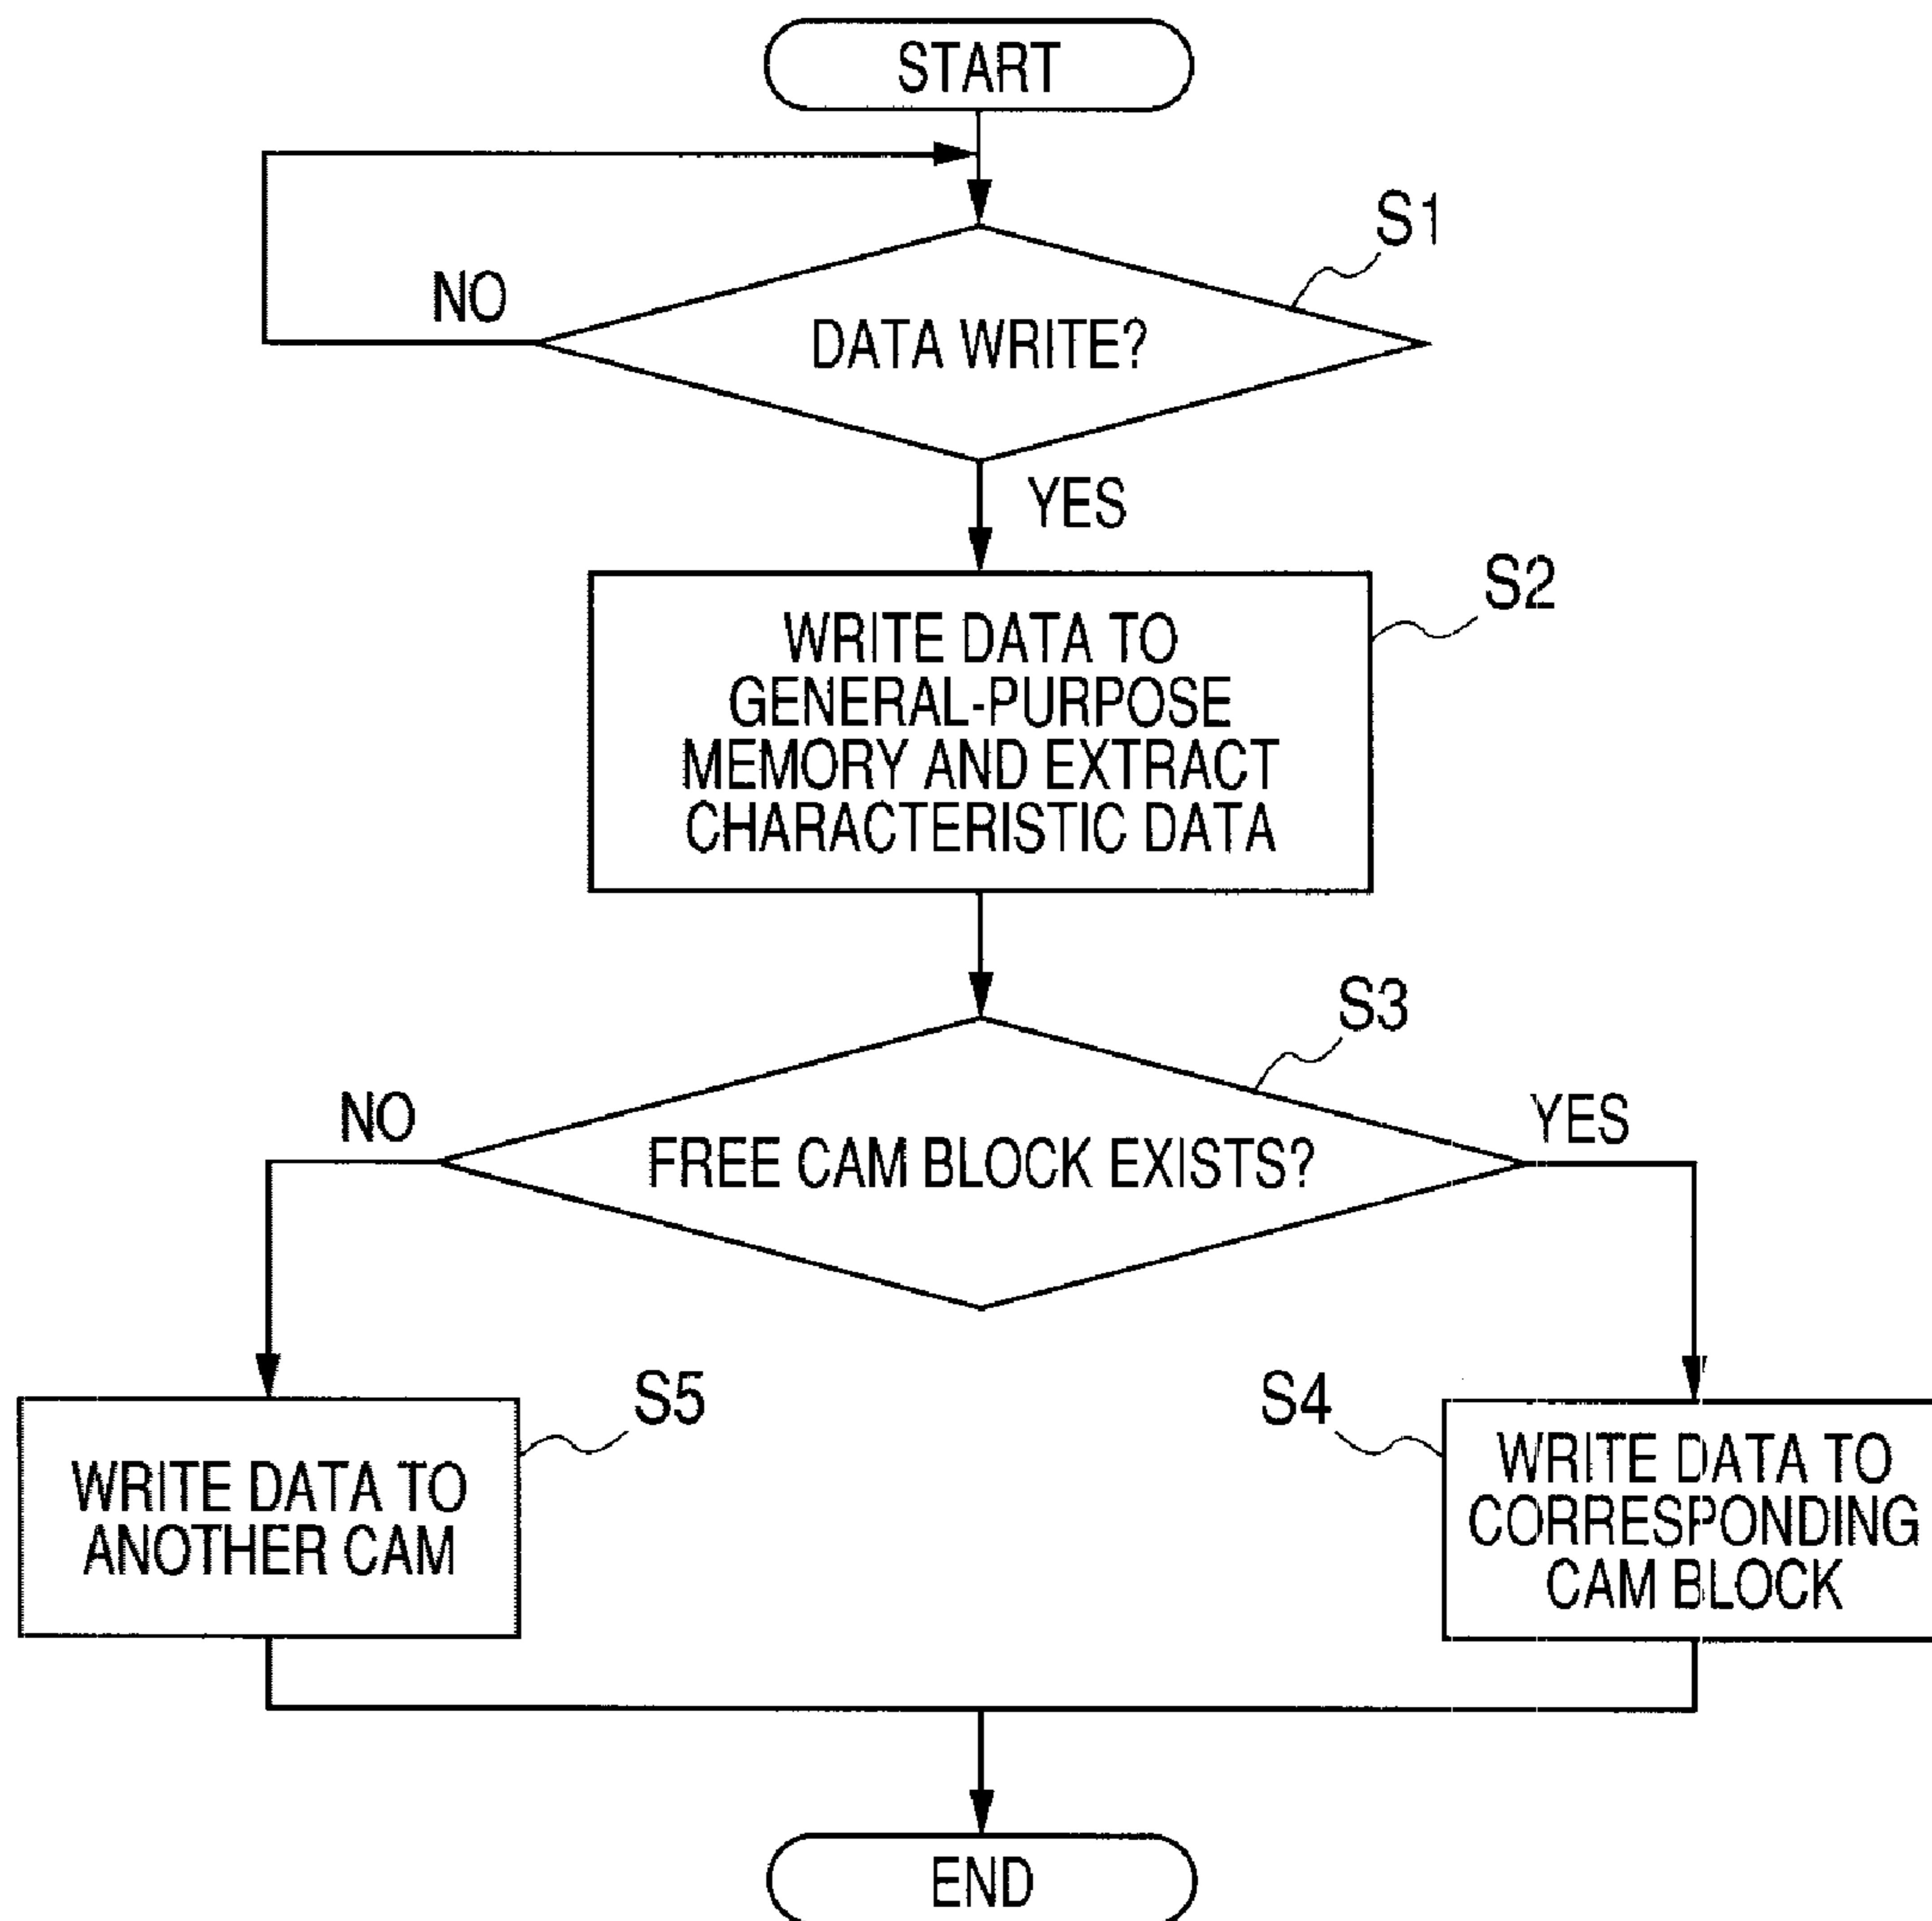 START
S1
NO
DATA WRITE?
YES
S2
WRITE DATA TO
GENERAL-PURPOSE
MEMORY AND EXTRACT
CHARACTERISTIC DATA
S3
NO
YES
FREE CAM BLOCK EXISTS?
S5
WRITE DATA TO
ANOTHER CAM
S4
WRITE DATA TO
CORRESPONDING
CAM BLOCK
END